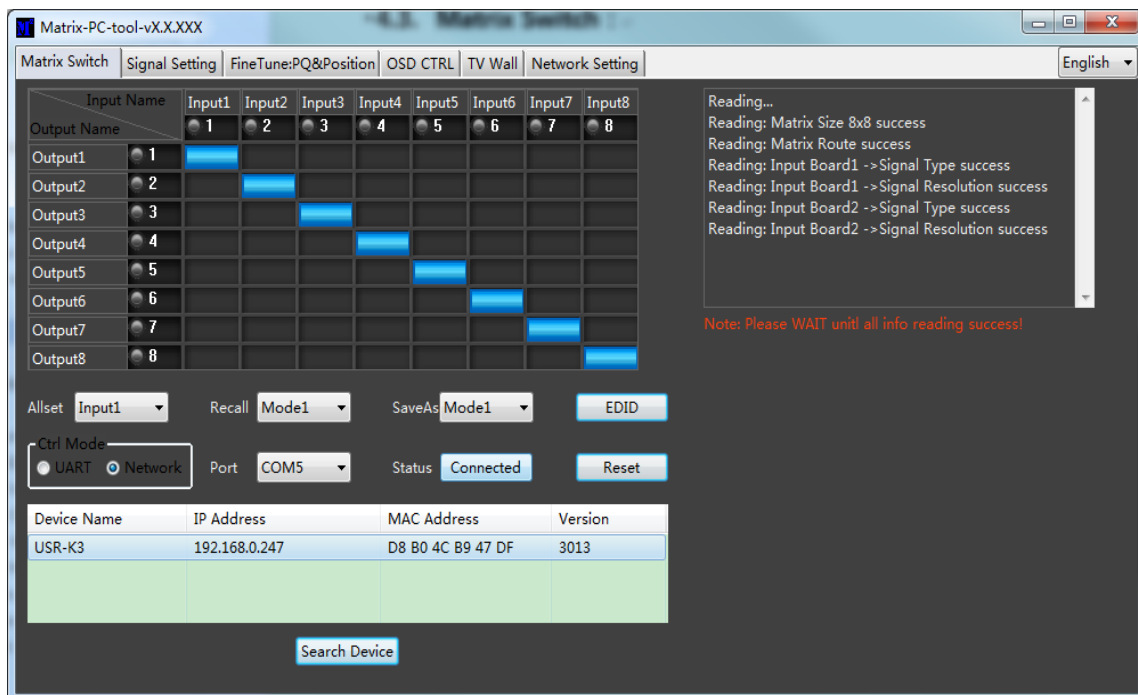 -4.3. Matrix Switch :
Matrix-PC-tool-vX.X.XXX
Matrix Switch Signal Setting FineTune:PQ&Position OSD CTRL TV Wall Network Setting English
Input Name Input1 Input2 Input3 Input4 Input5 Input6 Input7 Input8
Output Name 1 2 3 4 5 6 7 8
Output1 1
Output2 2
Output3 3
Output4 4
Output5 5
Output6 6
Output7 7
Output8 8
Reading...
Reading: Matrix Size 8x8 success
Reading: Matrix Route success
Reading: Input Board1 ->Signal Type success
Reading: Input Board1 ->Signal Resolution success
Reading: Input Board2 ->Signal Type success
Reading: Input Board2 ->Signal Resolution success
Note: Please WAIT unitl all info reading success!
Allset Input1 Recall Mode1 SaveAs Mode1 EDID
Ctrl Mode
UART Network Port COM5 Status Connected Reset
Device Name IP Address MAC Address Version
USR-K3 192.168.0.247 D8 B0 4C B9 47 DF 3013
Search Device